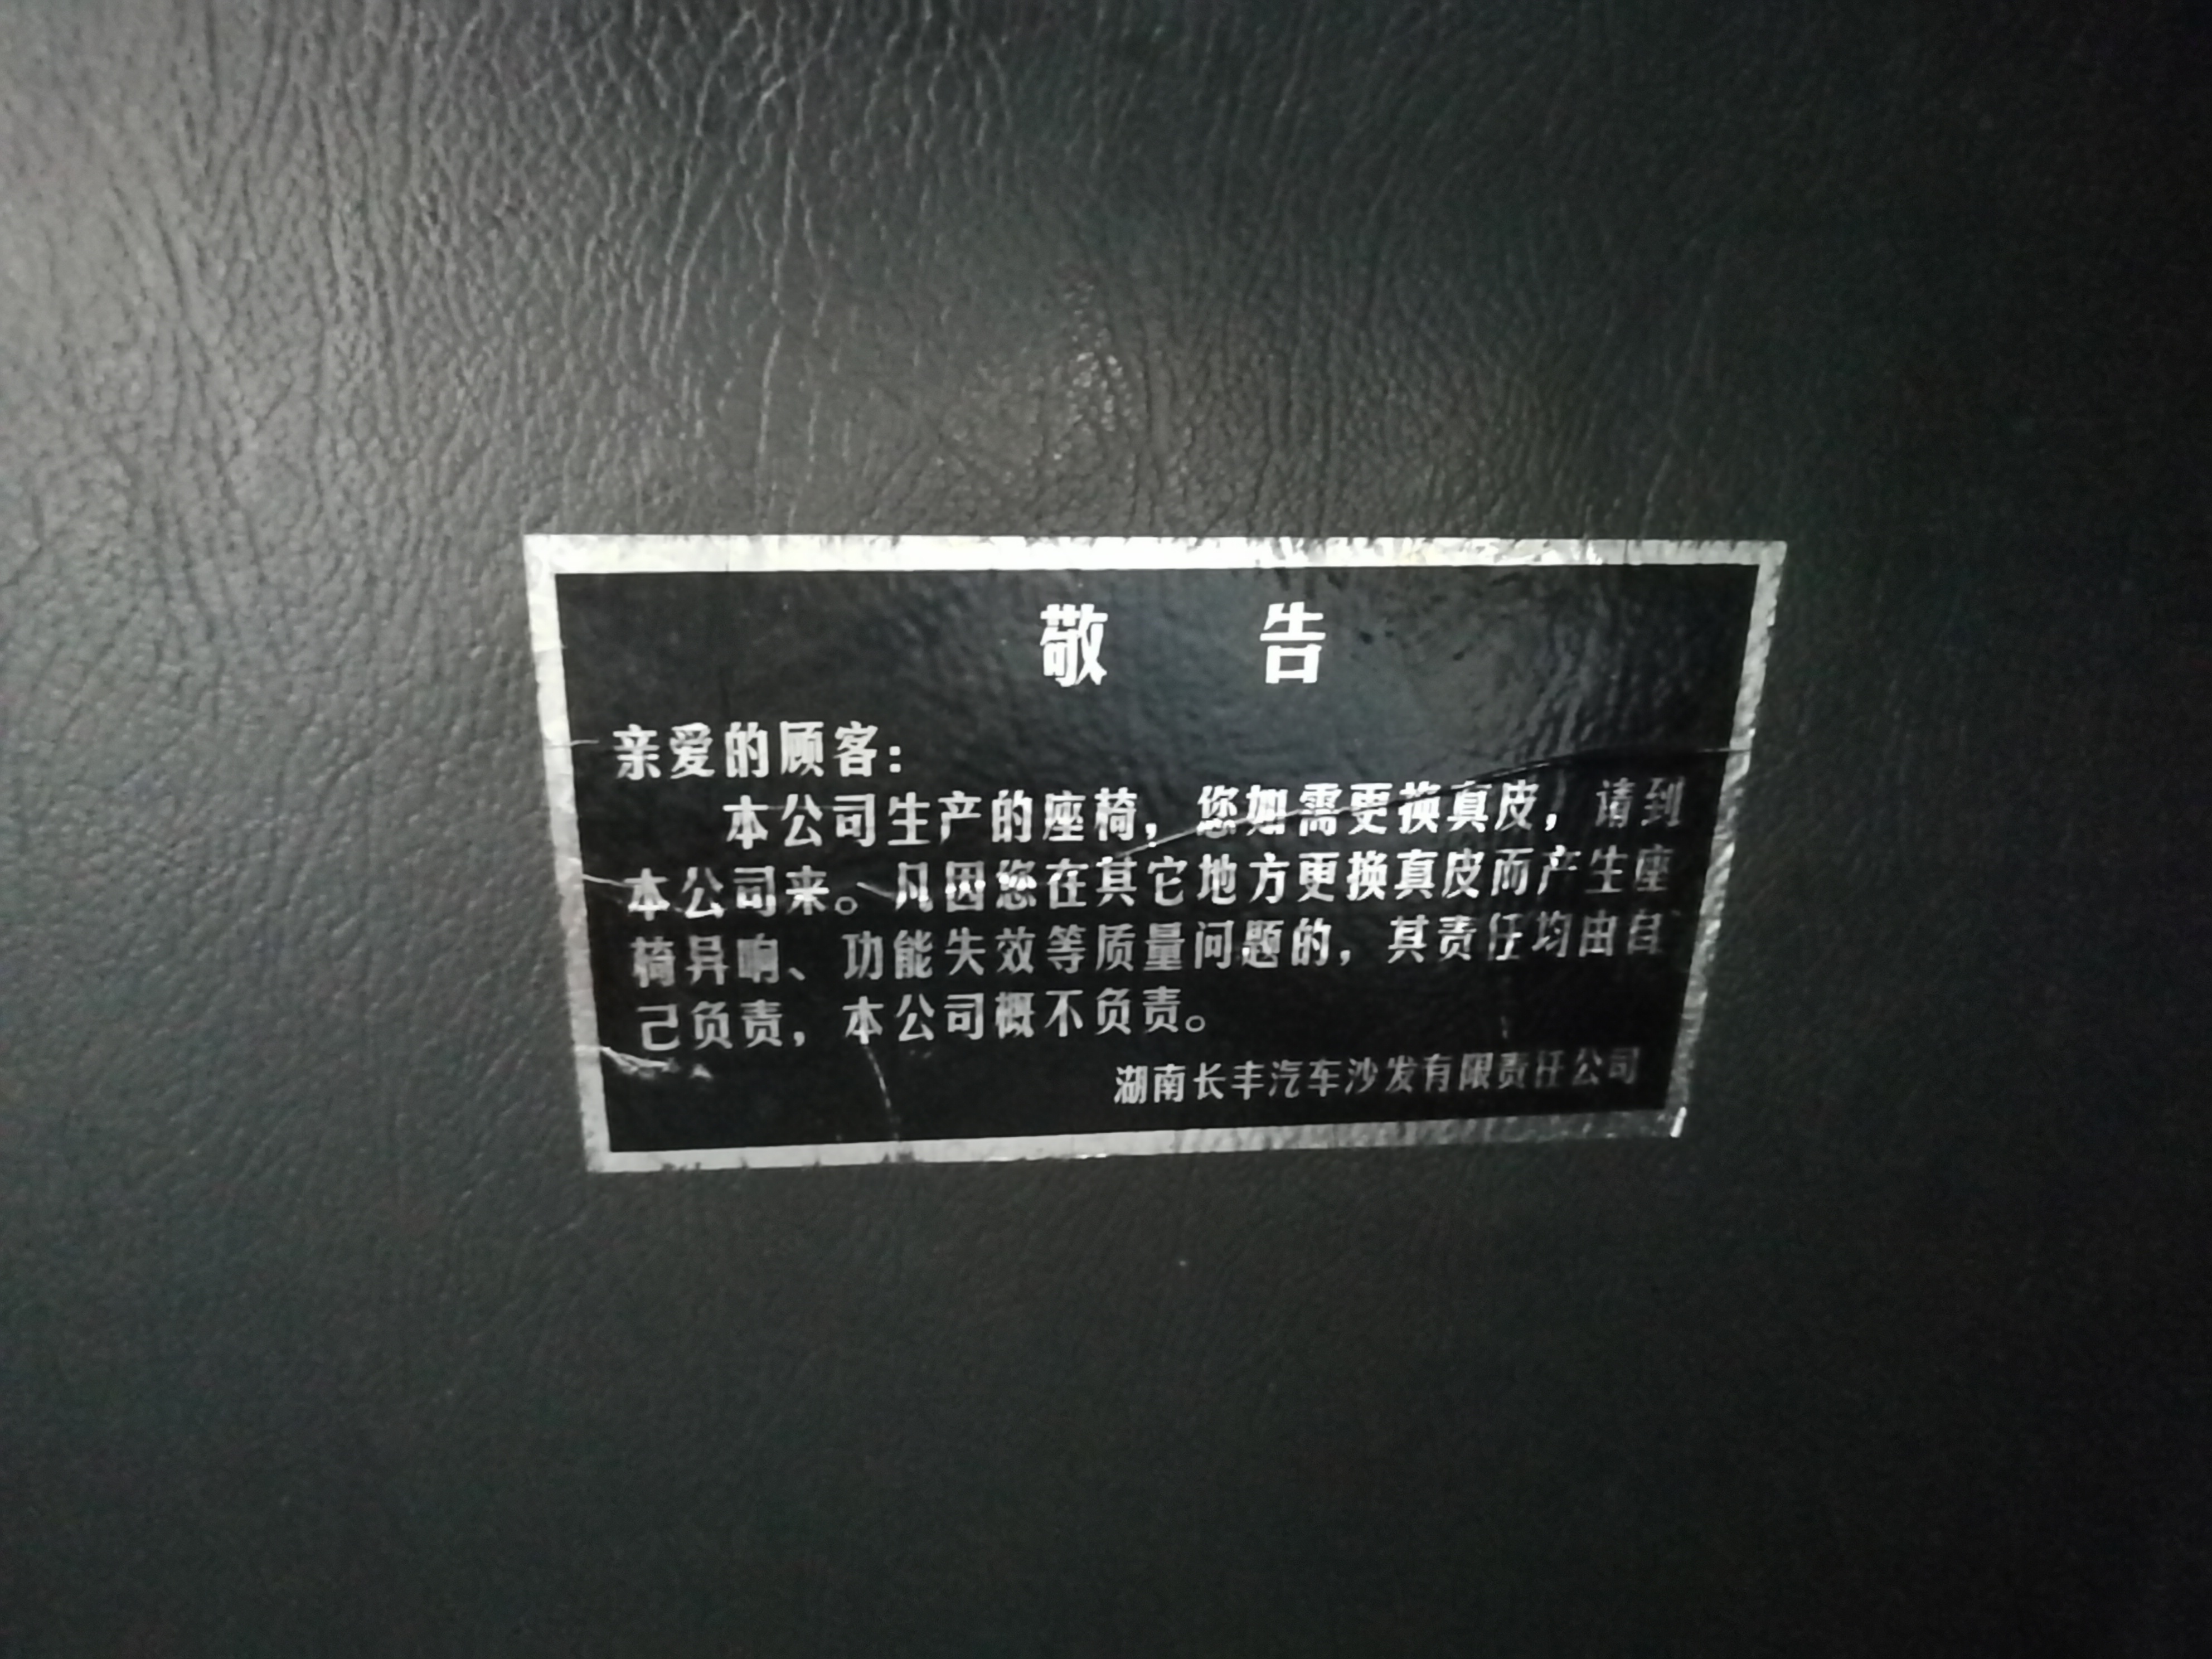 敬 告
亲爱的顾客：
本公司生产的座椅，您如需更换真皮，请到
本公司来。凡因您在其它地方更换真皮而产生座
椅异响、功能失效等质量问题的，其责任均由自
己负责，本公司概不负责。
湖南长丰汽车沙发有限责任公司